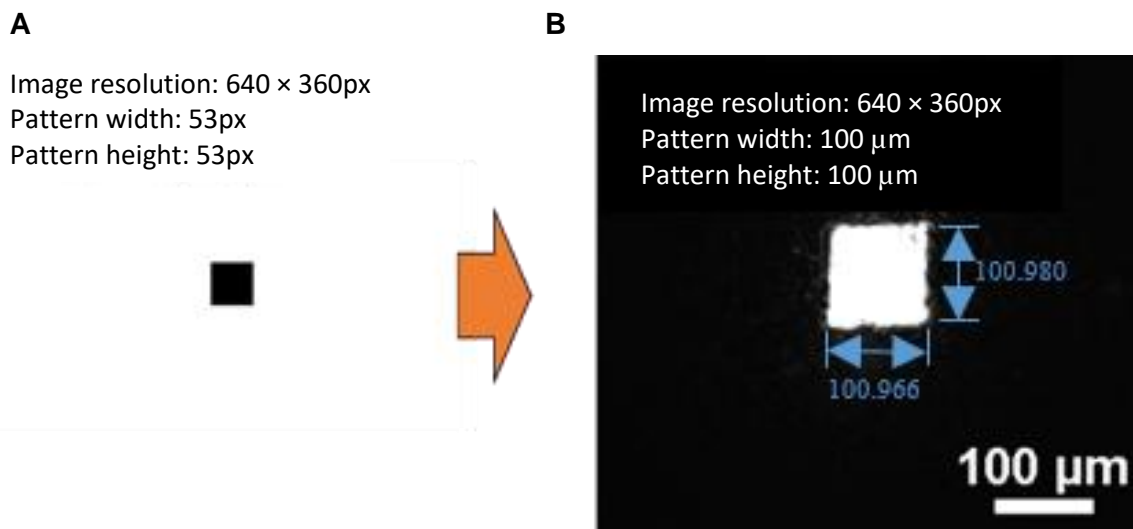 A
Image resolution: 640 × 360px
Pattern width: 53px
Pattern height: 53px
B
Image resolution: 640 × 360px
Pattern width: 100 μm
Pattern height: 100 μm
100.980
100.966
100 μm